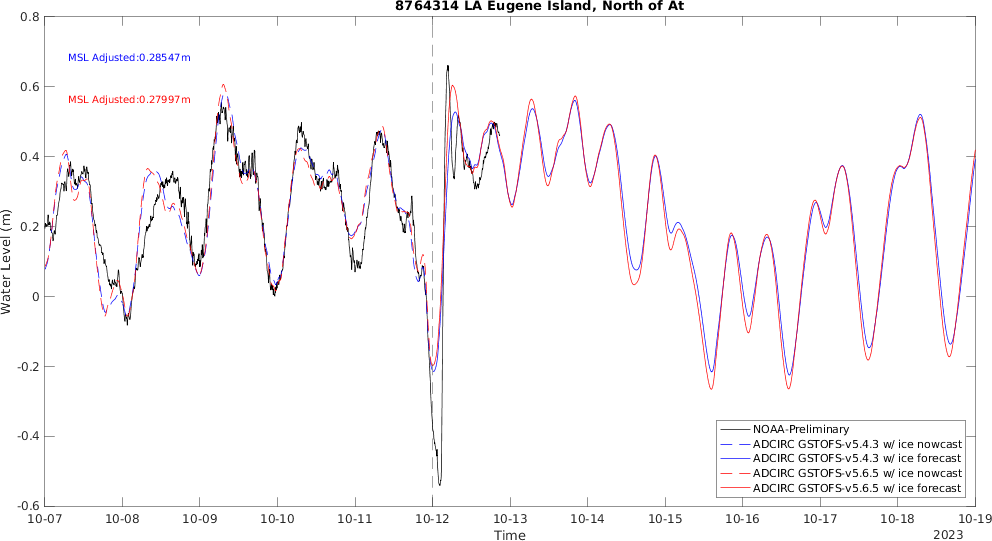 8764314 LA Eugene Island, North of At
MSL Adjusted:0.28547m
MSL Adjusted:0.27997m
Water Level (m)
0.8
0.6
0.4
0.2
0
-0.2
-0.4
-0.6
NOAA-Preliminary
ADCIRC GSTOFS-v5.4.3 w/ ice nowcast
ADCIRC GSTOFS-v5.4.3 w/ ice forecast
ADCIRC GSTOFS-v5.6.5 w/ ice nowcast
ADCIRC GSTOFS-v5.6.5 w/ ice forecast
10-07 10-08 10-09 10-10 10-11 10-12 10-13 10-14 10-15 10-16 10-17 10-18 10-19
Time
2023